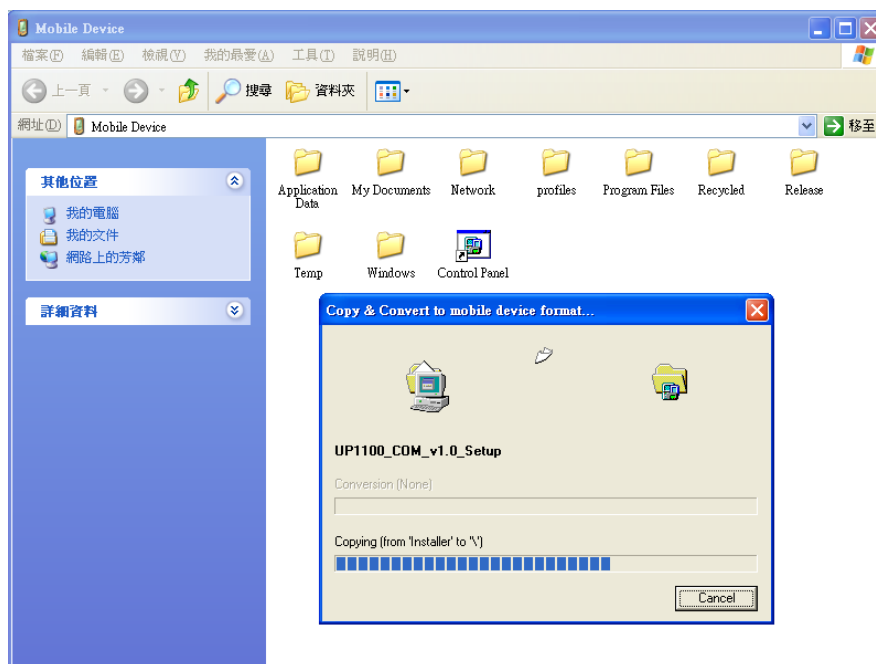 Mobile Device
檔案(F) 編輯(E) 檢視(V) 我的最愛(A) 工具(T) 說明(H)
上一頁 搜尋 資料夾
網址(D) Mobile Device 移至
其他位置
我的電腦
我的文件
網路上的芳鄰
詳細資料
Application Data
My Documents
Network
profiles
Program Files
Recycled
Release
Temp
Windows
Control Panel
Copy & Convert to mobile device format...
UP1100_COM_v1.0_Setup
Conversion (None)
Copying (from 'Installer' to '\')
Cancel